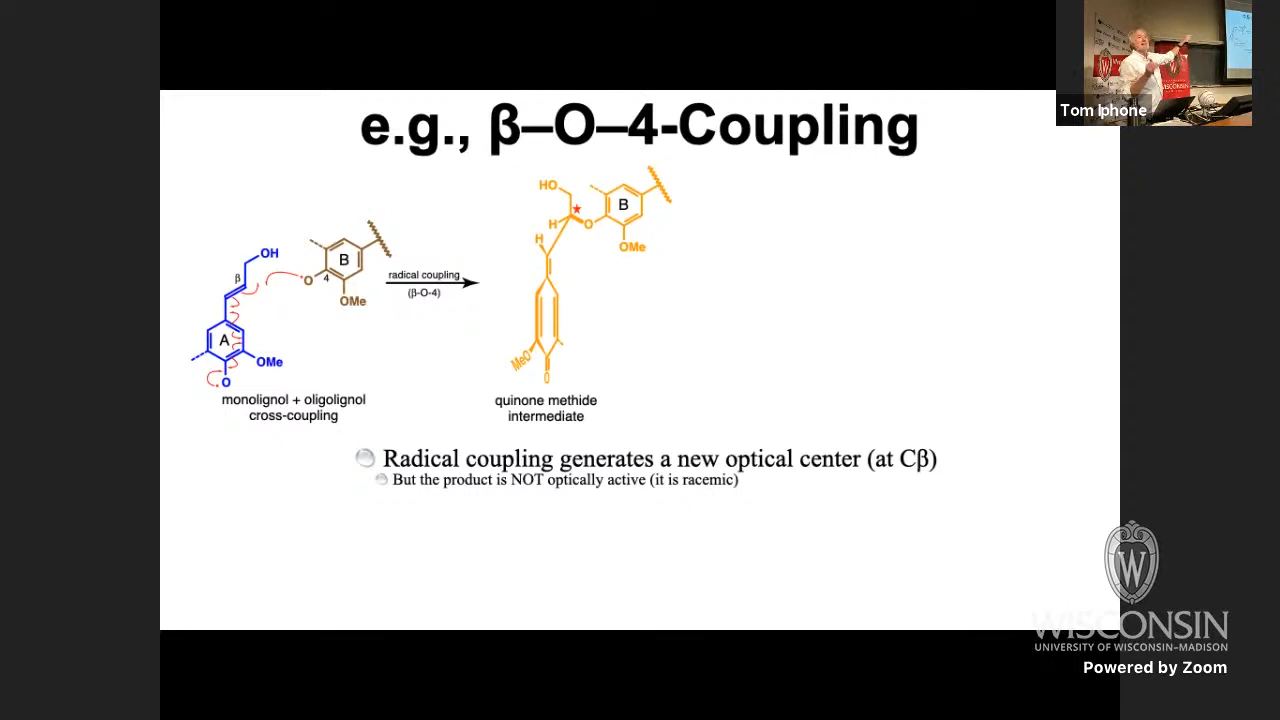 Tom Iphone
e.g., β–O–4-Coupling
HO
H
★
O
B
H
OMe
MeO
O
β
OH
A
OMe
O
B
O
4
OMe
radical coupling
(β-O-4)
monolignol + oligolignol
cross-coupling
quinone methide
intermediate
Radical coupling generates a new optical center (at Cβ)
But the product is NOT optically active (it is racemic)
W
WISCONSIN
UNIVERSITY OF WISCONSIN–MADISON
Powered by Zoom
W
WISCONSIN